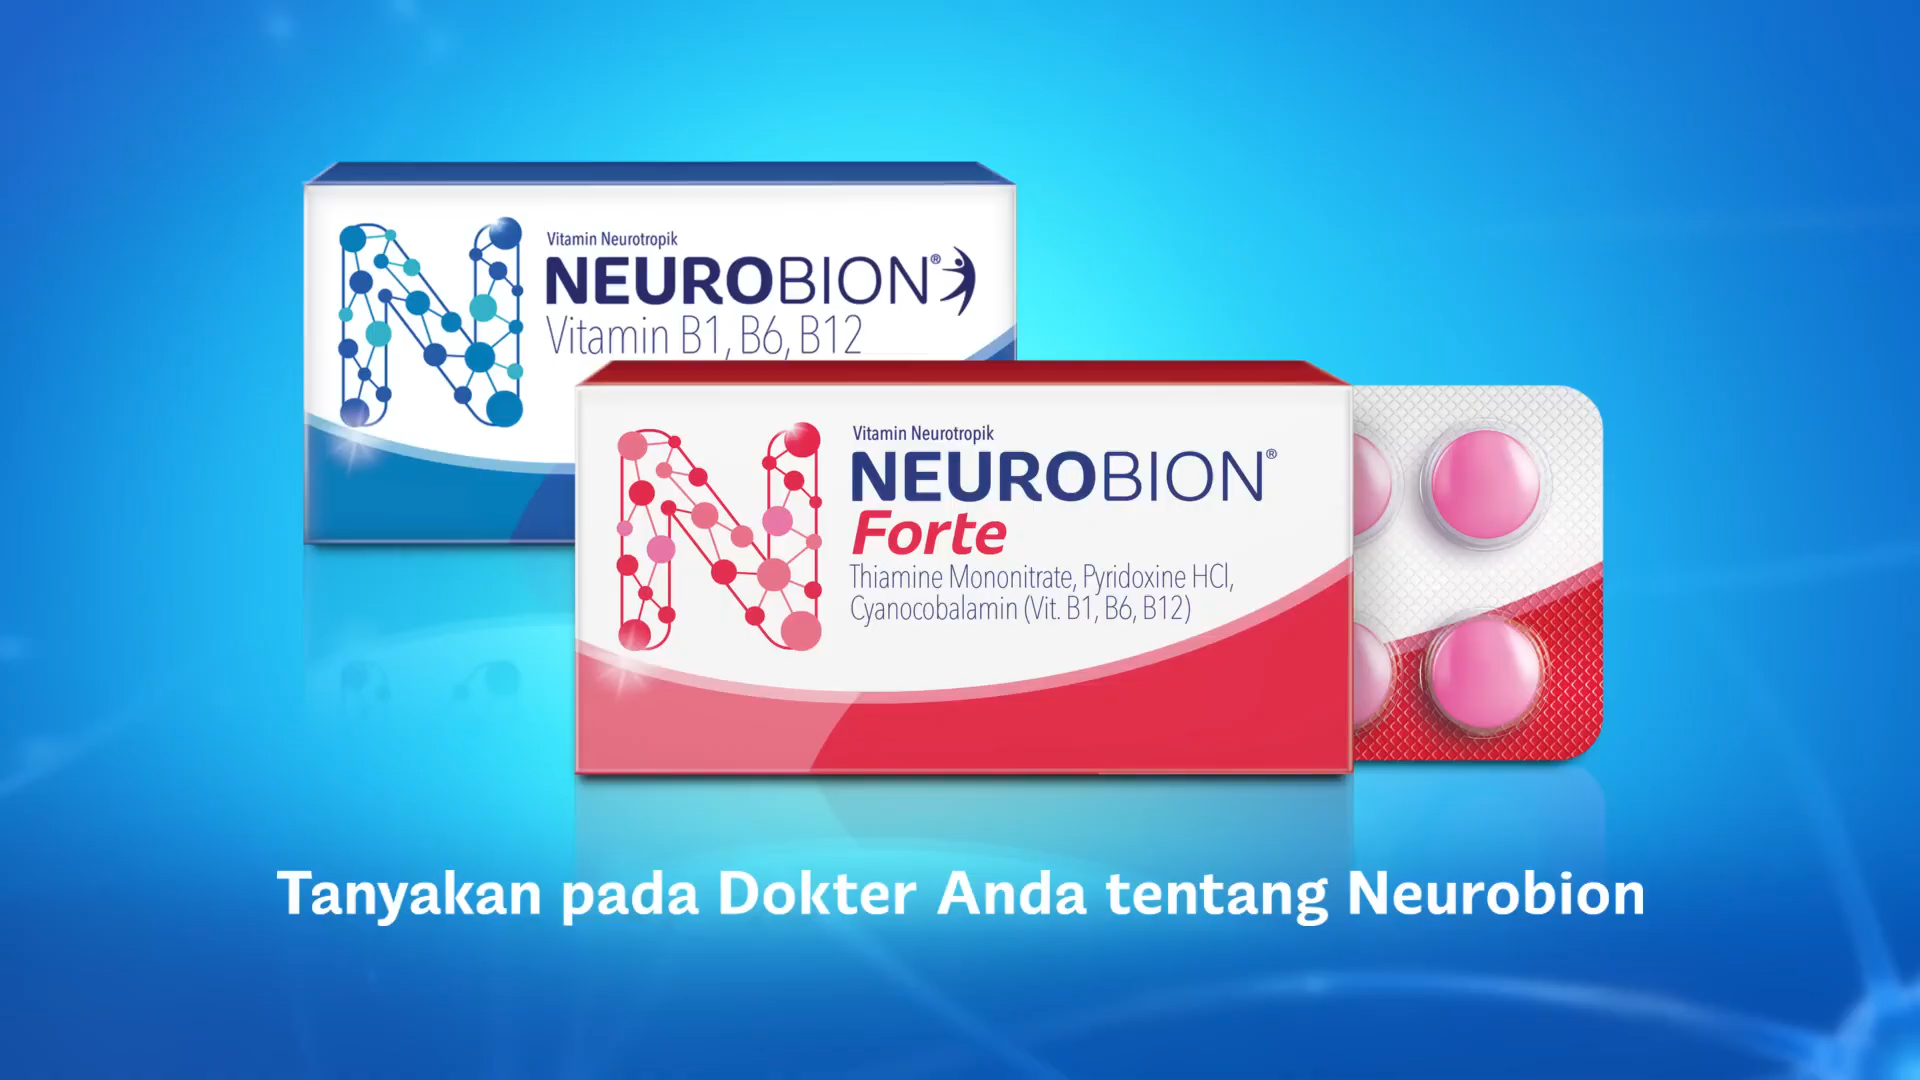 Vitamin Neurotropik
NEUROBION®
Vitamin B1, B6, B12
Vitamin Neurotropik
NEUROBION®
Forte
Thiamine Mononitrate, Pyridoxine HCl,
Cyanocobalamin (Vit. B1, B6, B12)
Tanyakan pada Dokter Anda tentang Neurobion